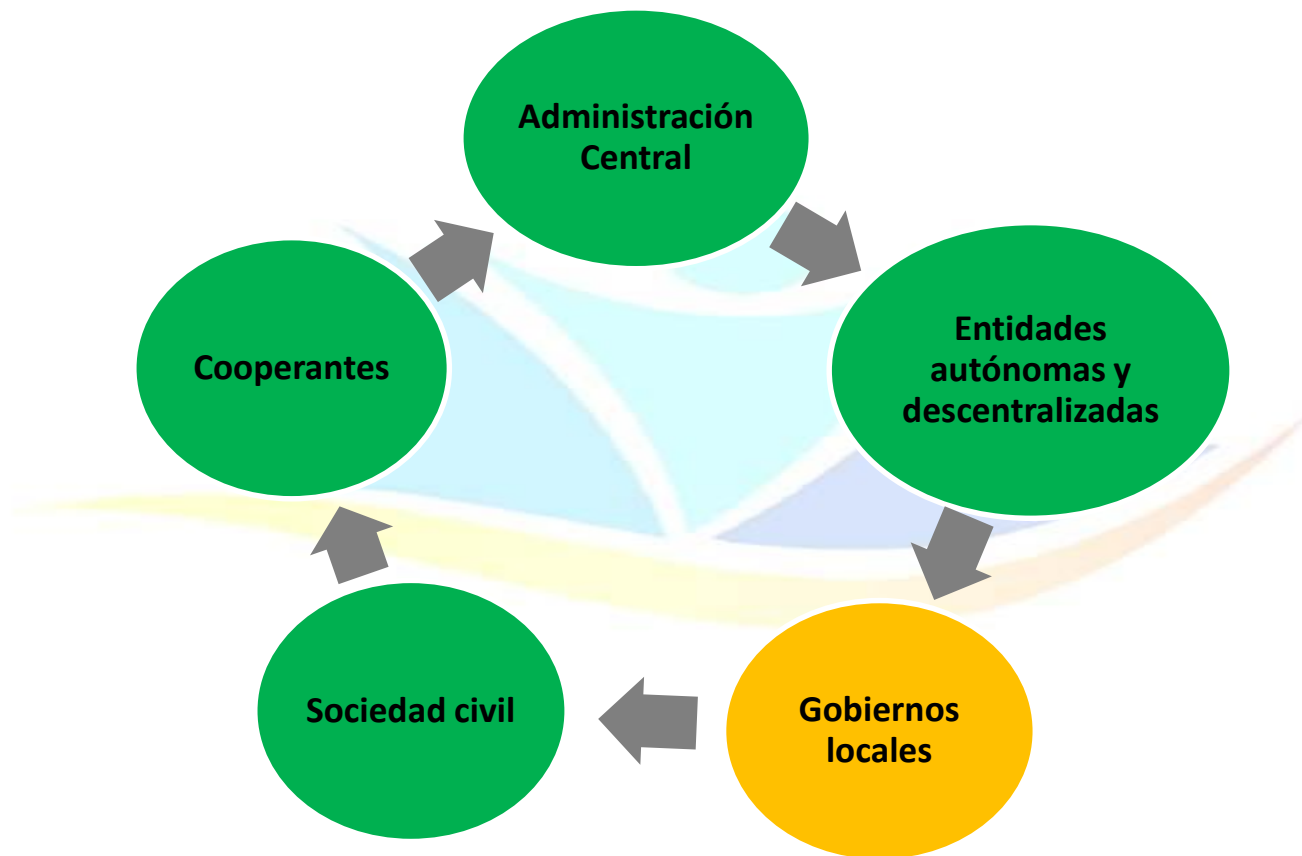 Administración
Central
Entidades
autónomas y
descentralizadas
Gobiernos
locales
Sociedad civil
Cooperantes